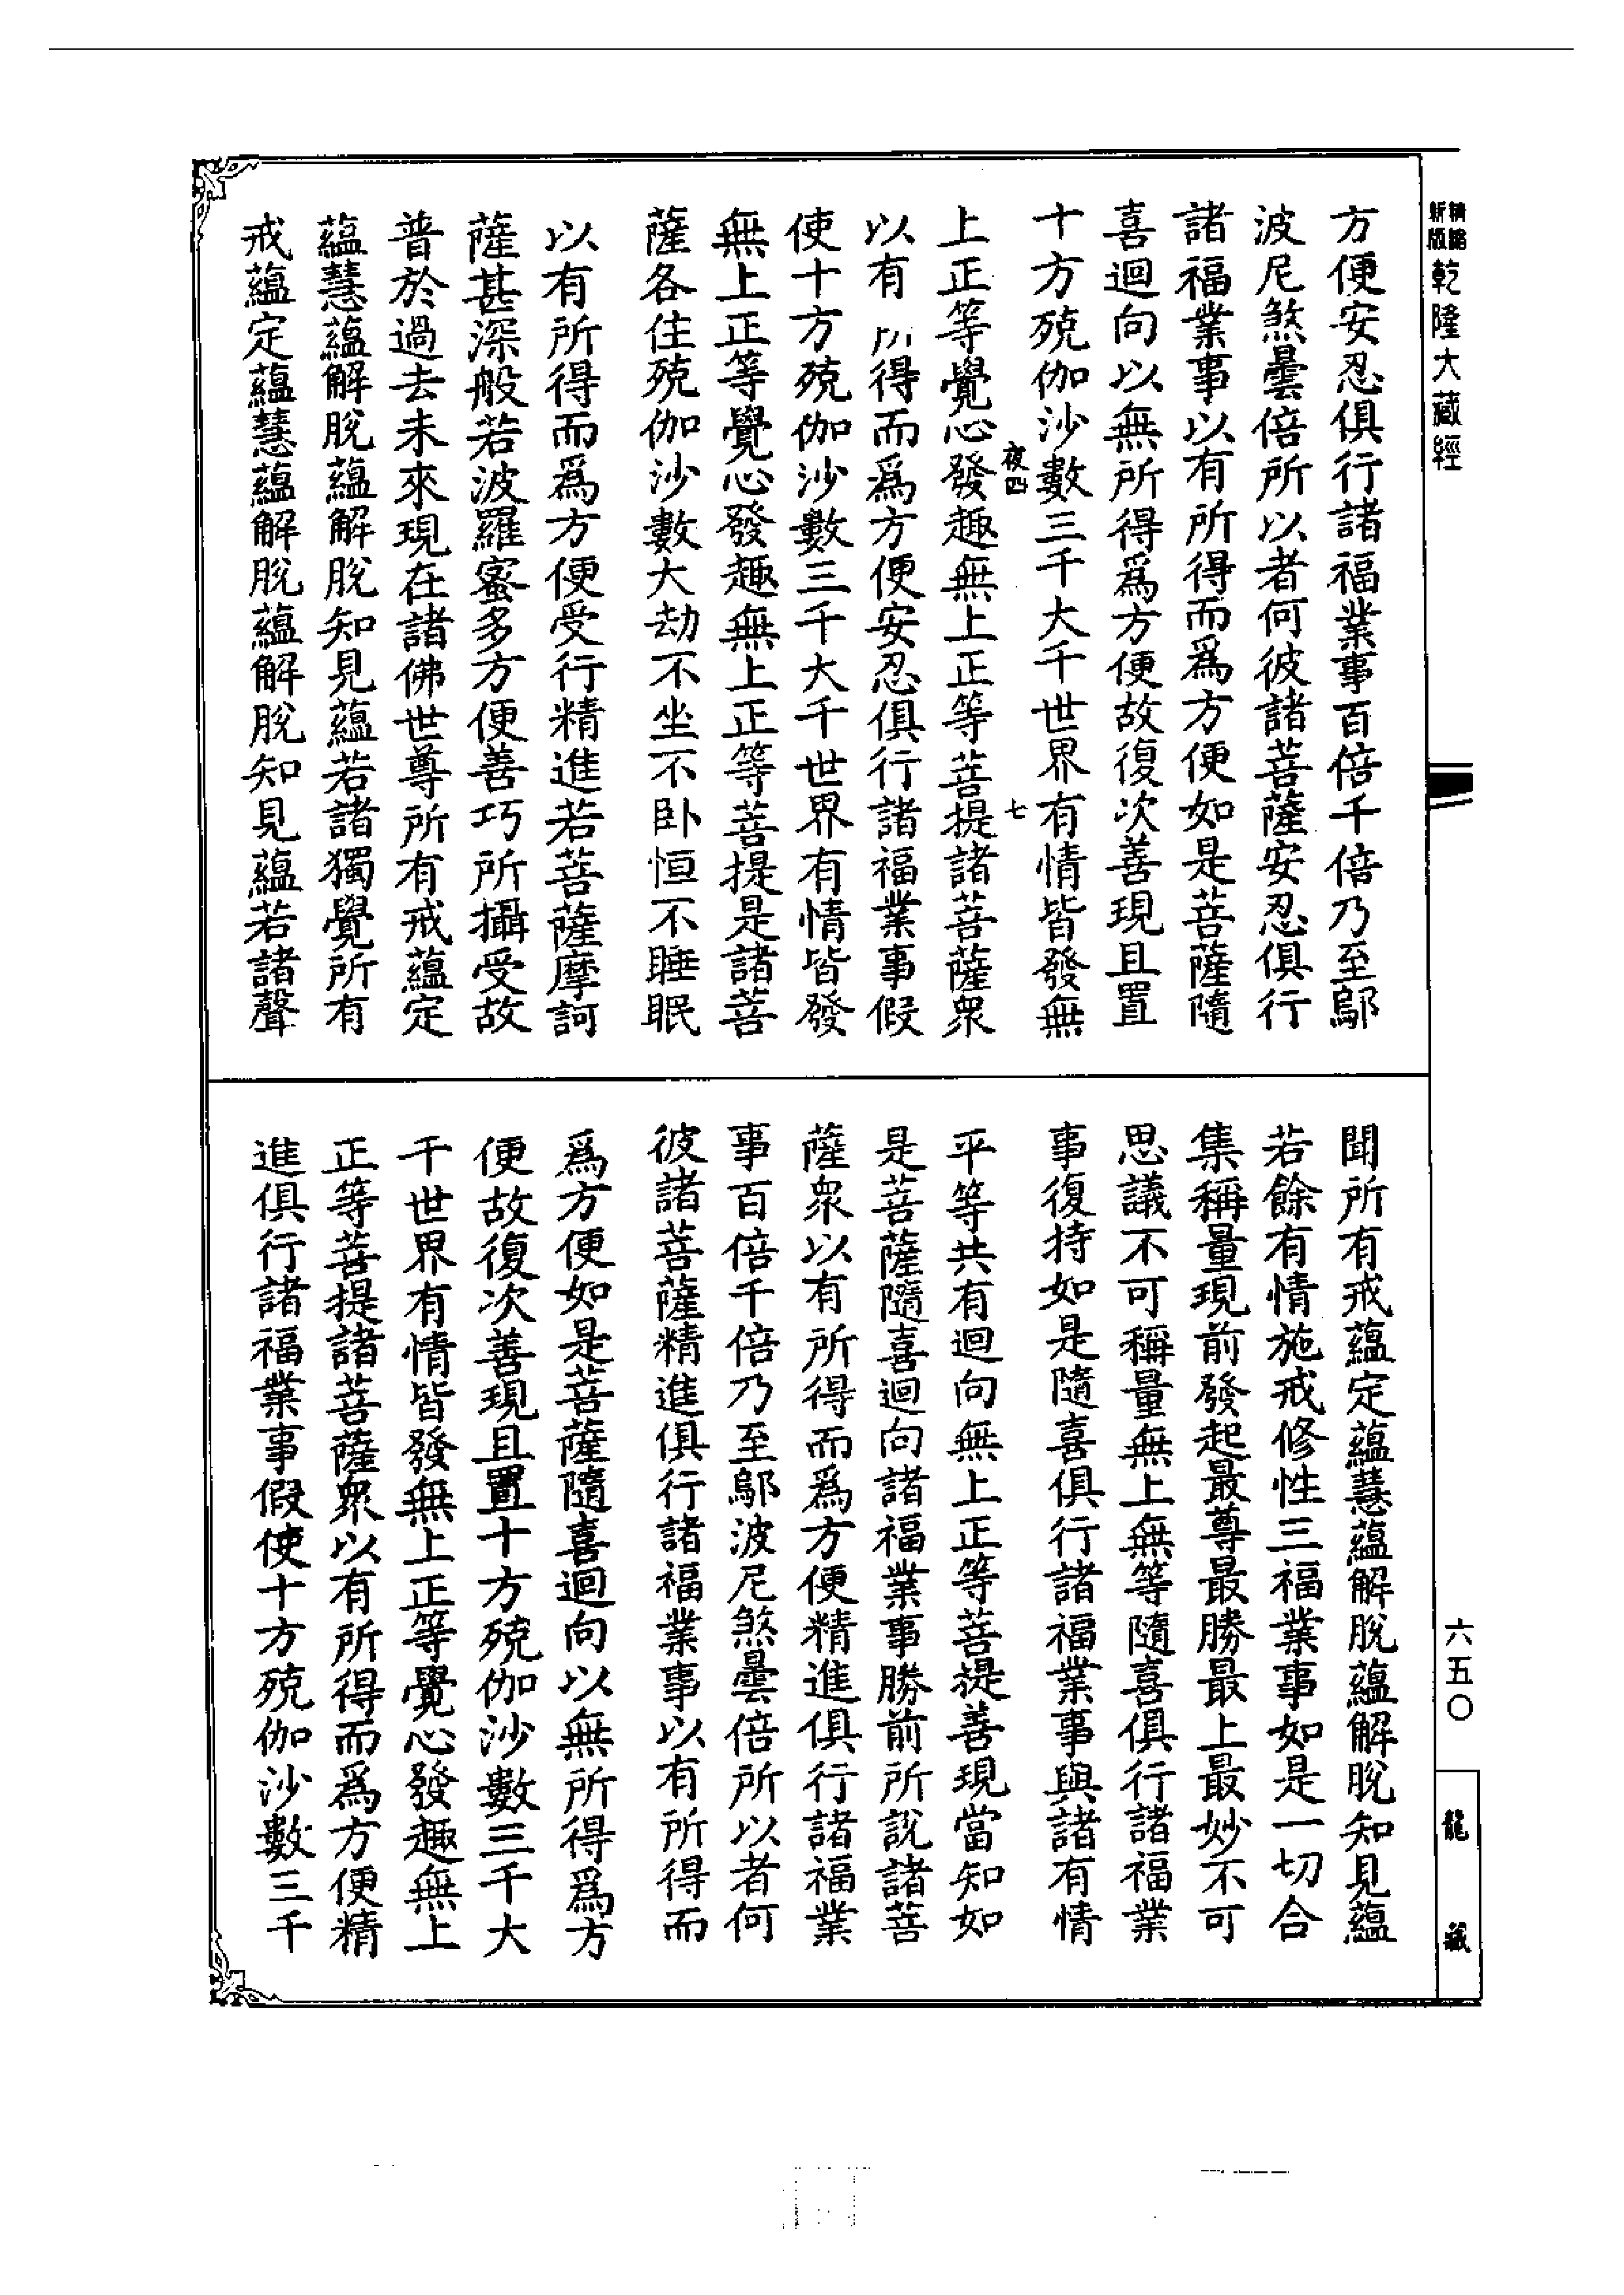 新版精縮乾隆大藏經
方便安忍俱行諸福業事百倍千倍乃至鄔
波尼煞曇倍所以者何彼諸菩薩安忍俱行
諸福業事以有所得而爲方便如是菩薩隨
喜迴向以無所得爲方便故復次善現且置
十方殑伽沙數三千大千世界有情皆發無
夜四
七
上正等覺心發趣無上正等菩提諸菩薩衆
以有所得而爲方便安忍俱行諸福業事假
使十方殑伽沙數三千大千世界有情皆發
無上正等覺心發趣無上正等菩提是諸菩
薩各住殑伽沙數大劫不坐不卧恒不睡眠
以有所得而爲方便受行精進若菩薩摩訶
薩甚深般若波羅蜜多方便善巧所攝受故
普於過去未來現在諸佛世尊所有戒蘊定
蘊慧蘊解脫蘊解脫知見蘊若諸獨覺所有
戒蘊定蘊慧蘊解脫蘊解脫知見蘊若諸聲
聞所有戒蘊定蘊慧蘊解脫蘊解脫知見蘊
若餘有情施戒修性三福業事如是一切合
集稱量現前發起最尊最勝最上最妙不可
思議不可稱量無上無等隨喜俱行諸福業
事復持如是隨喜俱行諸福業事與諸有情
平等共有迴向無上正等菩提善現當知如
是菩薩隨喜迴向諸福業事勝前所說諸菩
薩衆以有所得而爲方便精進俱行諸福業
事百倍千倍乃至鄔波尼煞曇倍所以者何
彼諸菩薩精進俱行諸福業事以有所得而
爲方便如是菩薩隨喜迴向以無所得爲方
便故復次善現且置十方殑伽沙數三千大
千世界有情皆發無上正等覺心發趣無上
正等菩提諸菩薩衆以有所得而爲方便精
進俱行諸福業事假使十方殑伽沙數三千
六五〇
龍藏